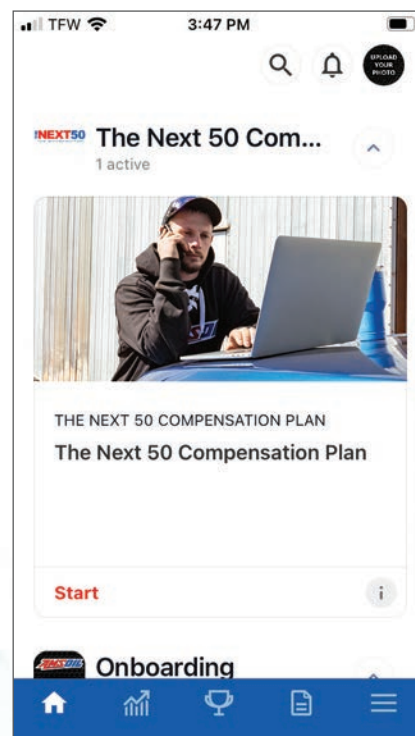 TFW
3:47 PM
UPLOAD
YOUR
PHOTO
NEXT50
The Next 50 Com...
1 active
THE NEXT 50 COMPENSATION PLAN
The Next 50 Compensation Plan
Start
i
AMSOIL
Onboarding